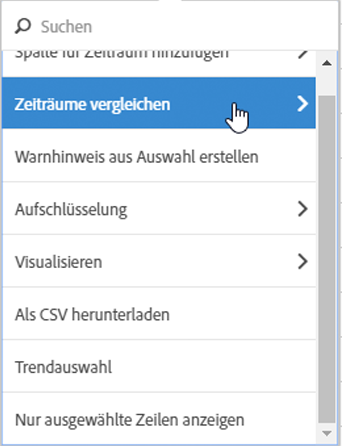 Suchen
Spalte für Zeitraum hinzufügen
Zeiträume vergleichen
Warnhinweis aus Auswahl erstellen
Aufschlüsselung
Visualisieren
Als CSV herunterladen
Trendauswahl
Nur ausgewählte Zeilen anzeigen